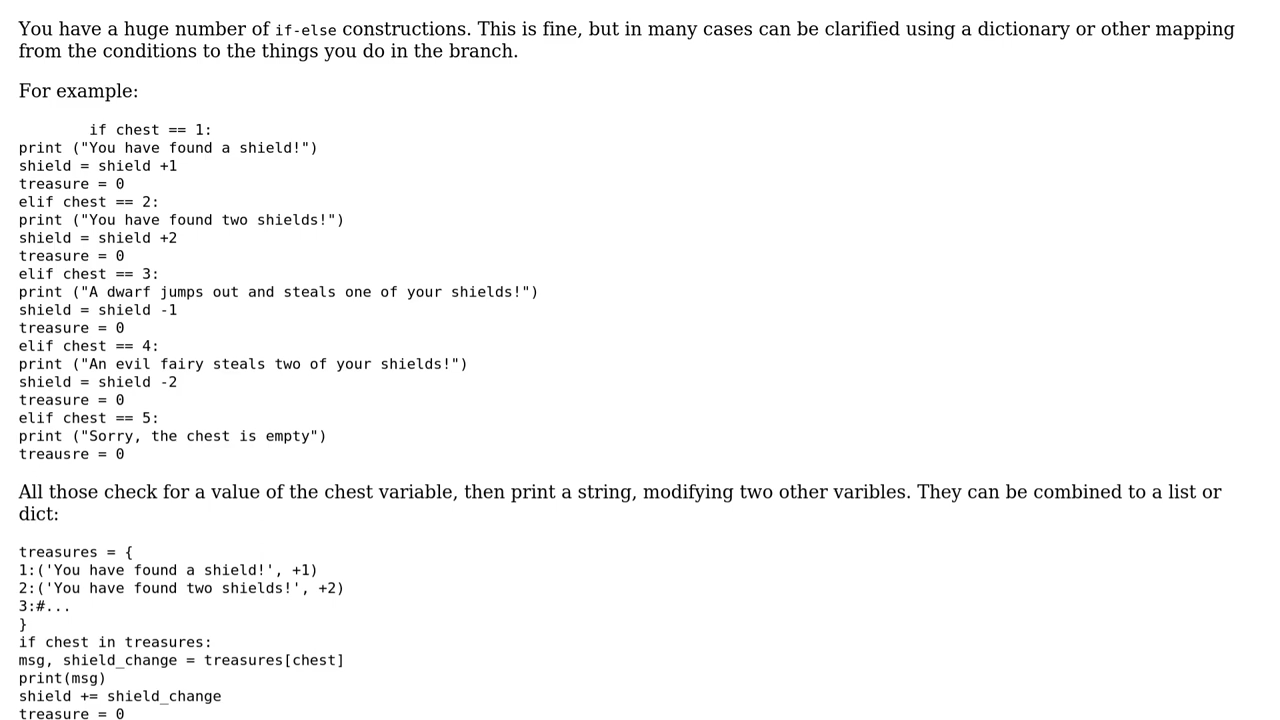 You have a huge number of if-else constructions. This is fine, but in many cases can be clarified using a dictionary or other mapping
from the conditions to the things you do in the branch.
For example:
if chest == 1:
print ("You have found a shield!")
shield = shield +1
treasure = 0
elif chest == 2:
print ("You have found two shields!")
shield = shield +2
treasure = 0
elif chest == 3:
print ("A dwarf jumps out and steals one of your shields!")
shield = shield -1
treasure = 0
elif chest == 4:
print ("An evil fairy steals two of your shields!")
shield = shield -2
treasure = 0
elif chest == 5:
print ("Sorry, the chest is empty")
treausre = 0
All those check for a value of the chest variable, then print a string, modifying two other varibles. They can be combined to a list or
dict:
treasures = {
1:('You have found a shield!', +1)
2:('You have found two shields!', +2)
3:#...
}
if chest in treasures:
msg, shield_change = treasures[chest]
print(msg)
shield += shield_change
treasure = 0